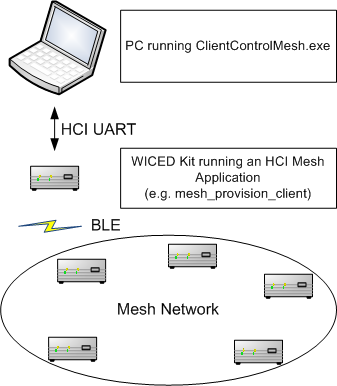 PC running ClientControlMesh.exe
HCI UART
WICED Kit running an HCI Mesh
Application
(e.g. mesh_provision_client)
BLE
Mesh Network